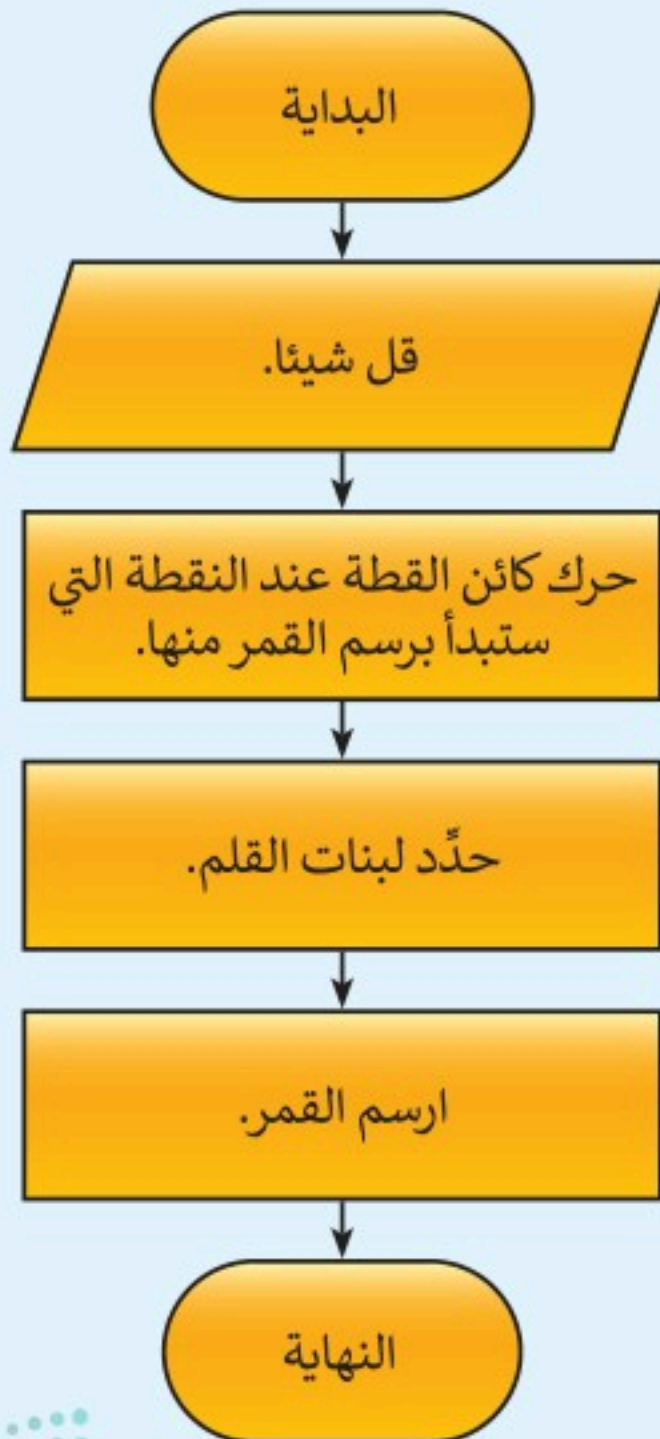 البداية
قل شيئا.
حرك كائن القطة عند النقطة التي
ستبدأ برسم القمر منها.
حدِّد لبنات القلم.
ارسم القمر.
النهاية